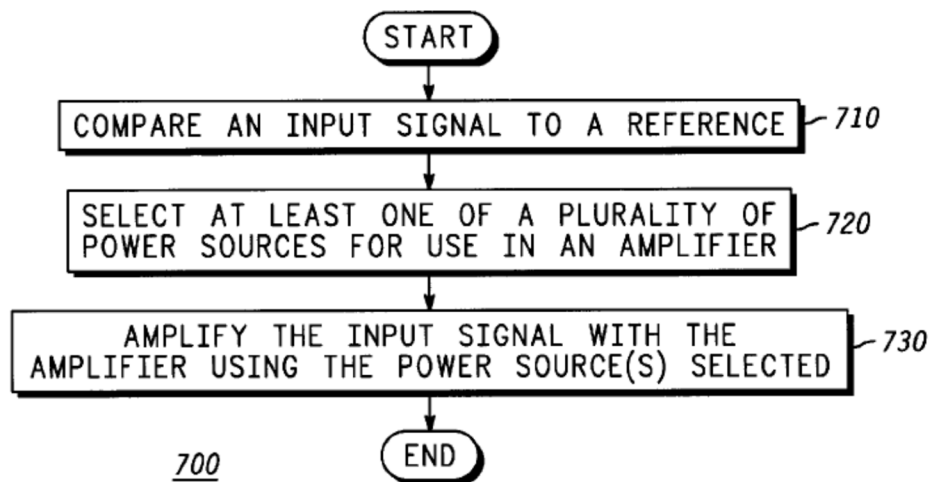 START
COMPARE AN INPUT SIGNAL TO A REFERENCE
710
SELECT AT LEAST ONE OF A PLURALITY OF
POWER SOURCES FOR USE IN AN AMPLIFIER
720
AMPLIFY THE INPUT SIGNAL WITH THE
AMPLIFIER USING THE POWER SOURCE(S) SELECTED
730
END
700